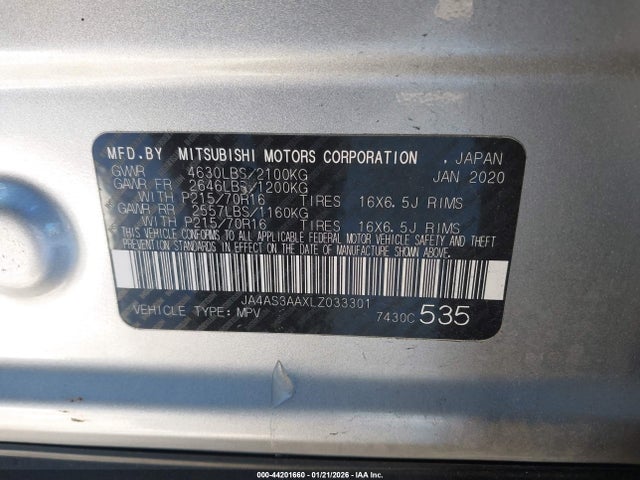 MFD.BY MITSUBISHI MOTORS CORPORATION , JAPAN
GVWR 4630LBS/2100KG JAN 2020
GAWR FR 2646LBS/1200KG
WITH P215/70R16 TIRES 16X6.5J RIMS
GAWR RR 2557LBS/1160KG
WITH P215/70R16 TIRES 16X6.5J RIMS
THIS VEHICLE CONFORMS TO ALL APPLICABLE FEDERAL MOTOR VEHICLE SAFETY AND THEFT
PREVENTION STANDARDS IN EFFECT ON THE DATE OF MANUFACTURE SHOWN ABOVE.
JA4AS3AAXLZ033301
VEHICLE TYPE: MPV 7430C 535
000-44201660 - 01/21/2026 - IAA Inc.